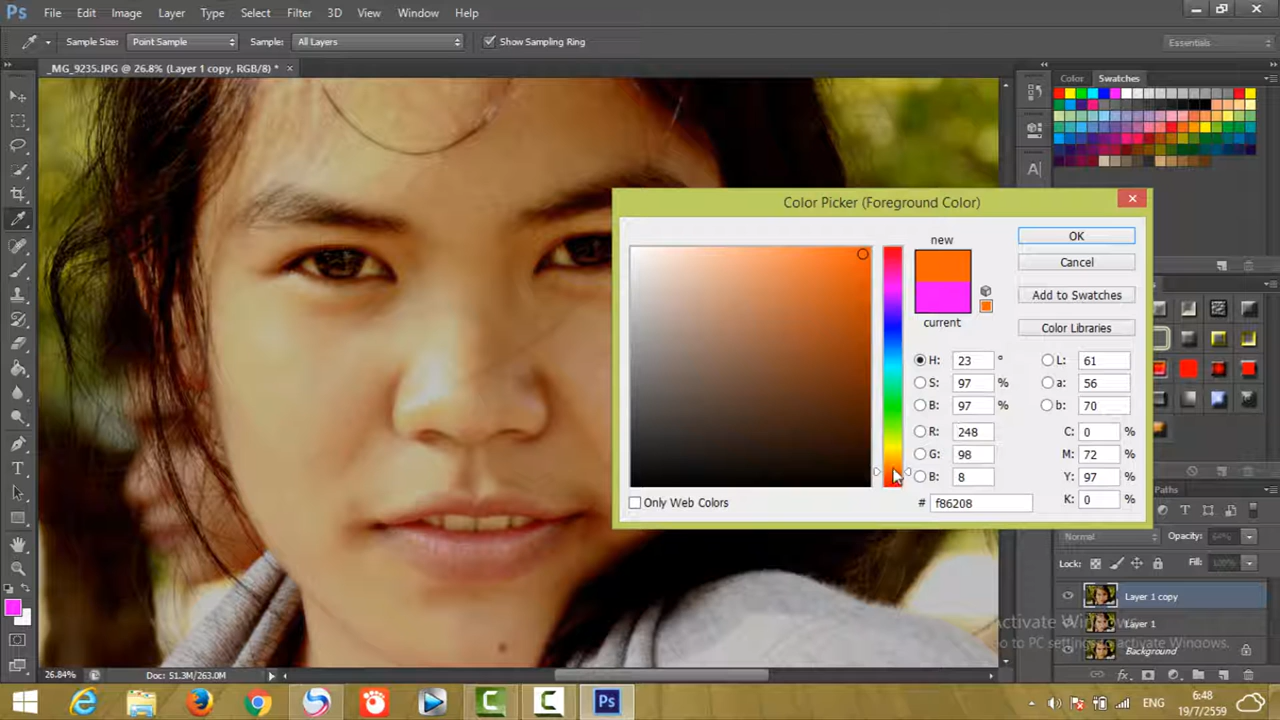 Ps File Edit Image Layer Type Select Filter 3D View Window Help
Sample Size: Point Sample Sample: All Layers Show Sampling Ring Essentials
_MG_9235.JPG @ 26.8% (Layer 1 copy, RGB/8) *
Color Swatches
Color Picker (Foreground Color)
new
current
OK
Cancel
Add to Swatches
Color Libraries
H: 23 °
S: 97 %
B: 97 %
R: 248
G: 98
B: 8
# f86208
L: 61
a: 56
b: 70
C: 0 %
M: 72 %
Y: 97 %
K: 0 %
Only Web Colors
Paths
Normal Opacity: 64%
Lock: Fill: 100%
Layer 1 copy
Layer 1
Background
Activate Windows
Go to PC settings to activate Windows.
26.84% Doc: 51.3M/263.0M
ENG
6:48
19/7/2559